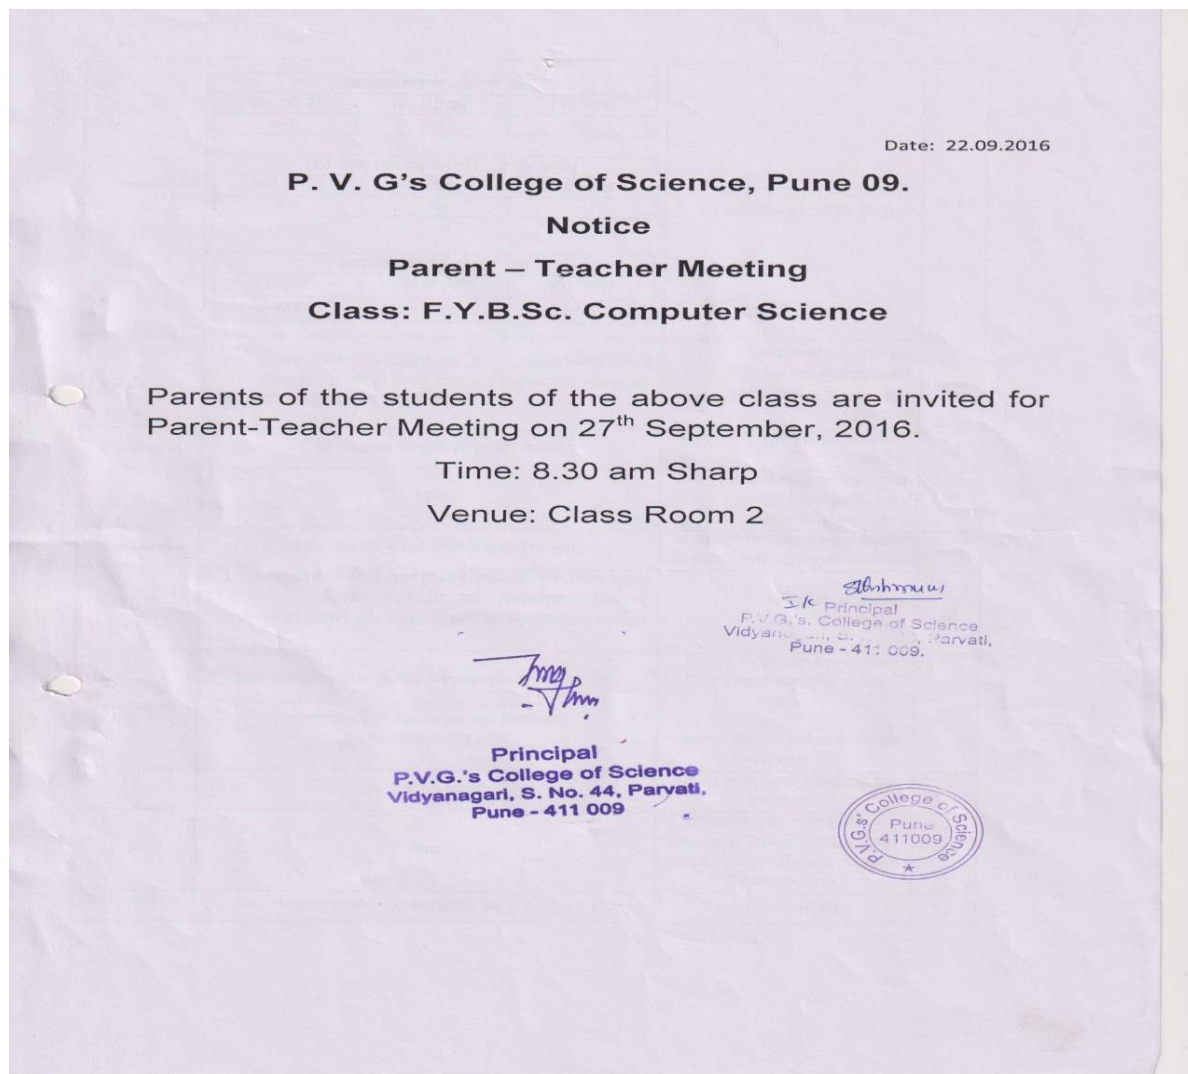 Date: 22.09.2016
P. V. G's College of Science, Pune 09.
Notice
Parent – Teacher Meeting
Class: F.Y.B.Sc. Computer Science
Parents of the students of the above class are invited for
Parent-Teacher Meeting on 27th September, 2016.
Time: 8.30 am Sharp
Venue: Class Room 2
I/c Principal
P.V.G.'s. College of Science
Parvati,
Pune - 411 009.
Principal
P.V.G.'s College of Science
Vidyanagari, S. No. 44, Parvati,
Pune - 411 009
P.V.G.s' College of Science
Pune
411009